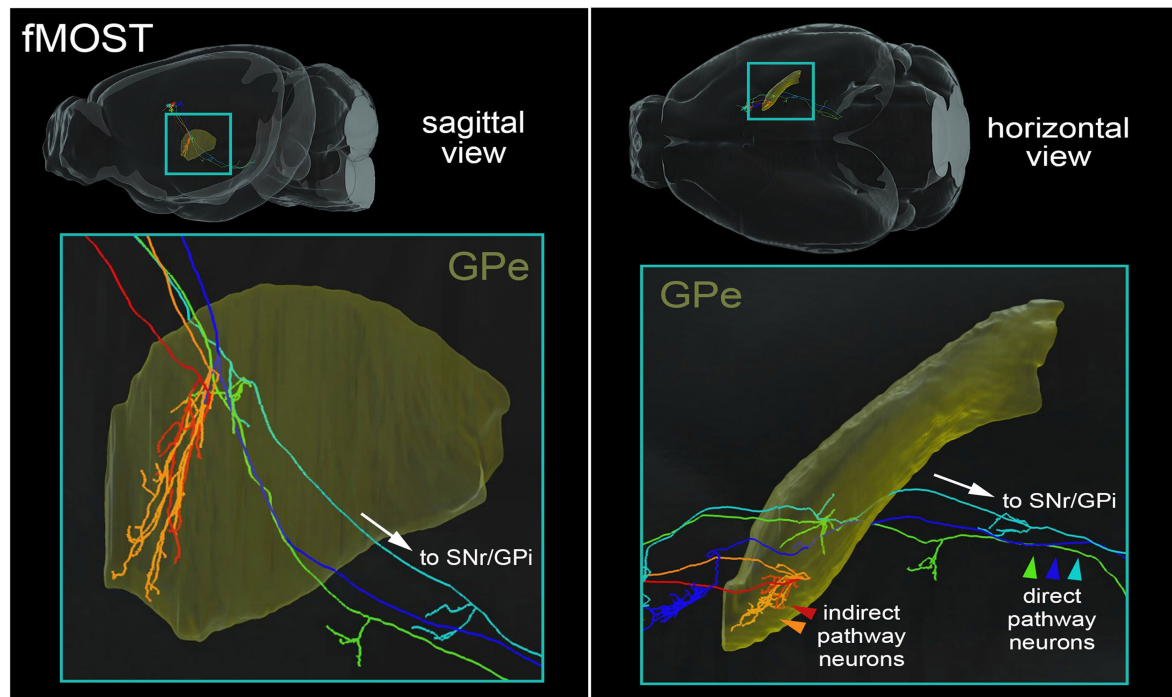 fMOST
sagittal
view
GPe
to SNr/GPi
horizontal
view
GPe
to SNr/GPi
indirect
pathway
neurons
direct
pathway
neurons